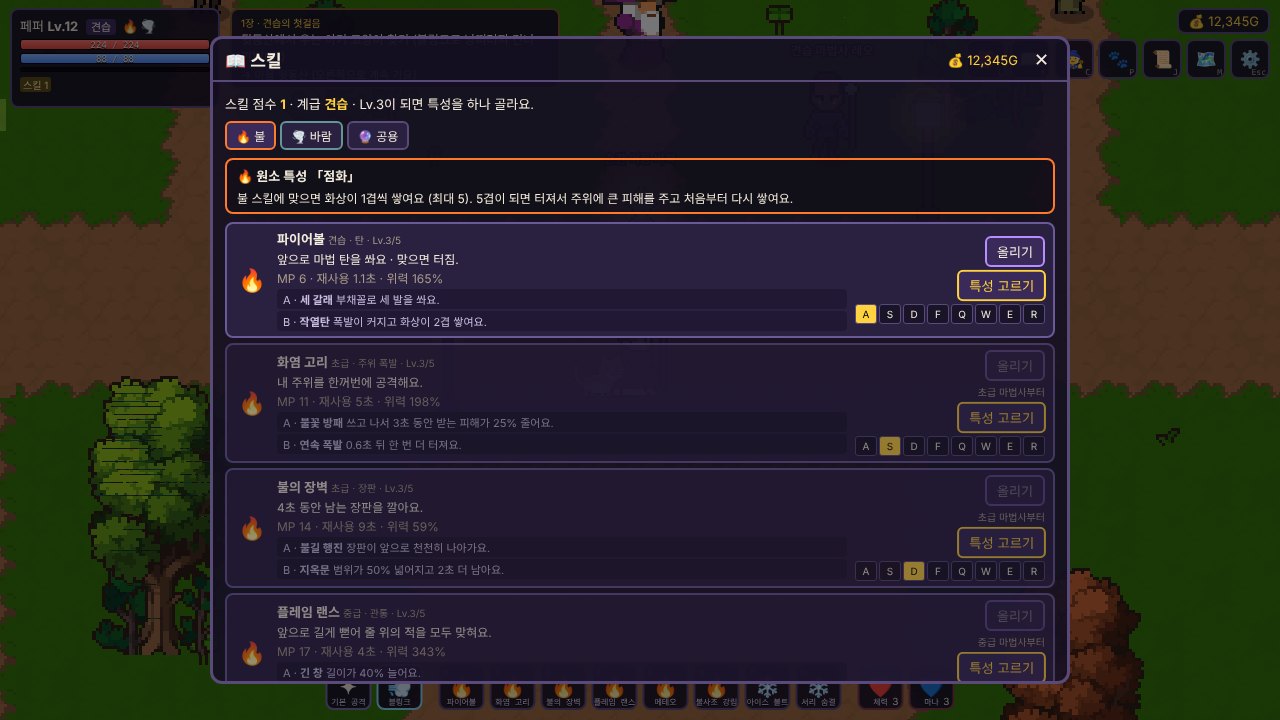 페퍼 Lv.12 견습
224 / 224
88 / 88
스킬 1
1장 · 견습의 첫걸음
12,345G
C
P
J
M
Esc
스킬
12,345G ✕
스킬 점수 1 · 계급 견습 · Lv.3이 되면 특성을 하나 골라요.
불 바람 공용
원소 특성 「점화」
불 스킬에 맞으면 화상이 1겹씩 쌓여요 (최대 5). 5겹이 되면 터져서 주위에 큰 피해를 주고 처음부터 다시 쌓여요.
파이어볼 견습 · 탄 · Lv.3/5
앞으로 마법 탄을 쏴요 · 맞으면 터짐.
MP 6 · 재사용 1.1초 · 위력 165%
A · 세 갈래 부채꼴로 세 발을 쏴요.
B · 작열탄 폭발이 커지고 화상이 2겹 쌓여요.
올리기
특성 고르기
A S D F Q W E R
화염 고리 초급 · 주위 폭발 · Lv.3/5
내 주위를 한꺼번에 공격해요.
MP 11 · 재사용 5초 · 위력 198%
A · 불꽃 방패 쓰고 나서 3초 동안 받는 피해가 25% 줄어요.
B · 연속 폭발 0.6초 뒤 한 번 더 터져요.
올리기
초급 마법사부터
특성 고르기
A S D F Q W E R
불의 장벽 초급 · 장판 · Lv.3/5
4초 동안 남는 장판을 깔아요.
MP 14 · 재사용 9초 · 위력 59%
A · 불길 행진 장판이 앞으로 천천히 나아가요.
B · 지옥문 범위가 50% 넓어지고 2초 더 남아요.
올리기
초급 마법사부터
특성 고르기
A S D F Q W E R
플레임 랜스 중급 · 관통 · Lv.3/5
앞으로 길게 뻗어 줄 위의 적을 모두 맞혀요.
MP 17 · 재사용 4초 · 위력 343%
A · 긴 창 길이가 40% 늘어요.
올리기
중급 마법사부터
특성 고르기
기본 공격 블링크 파이어볼 화염 고리 불의 장벽 플레임 랜스 메테오 불사조 강림 아이스 볼트 서리 숨결 체력 3 마나 3